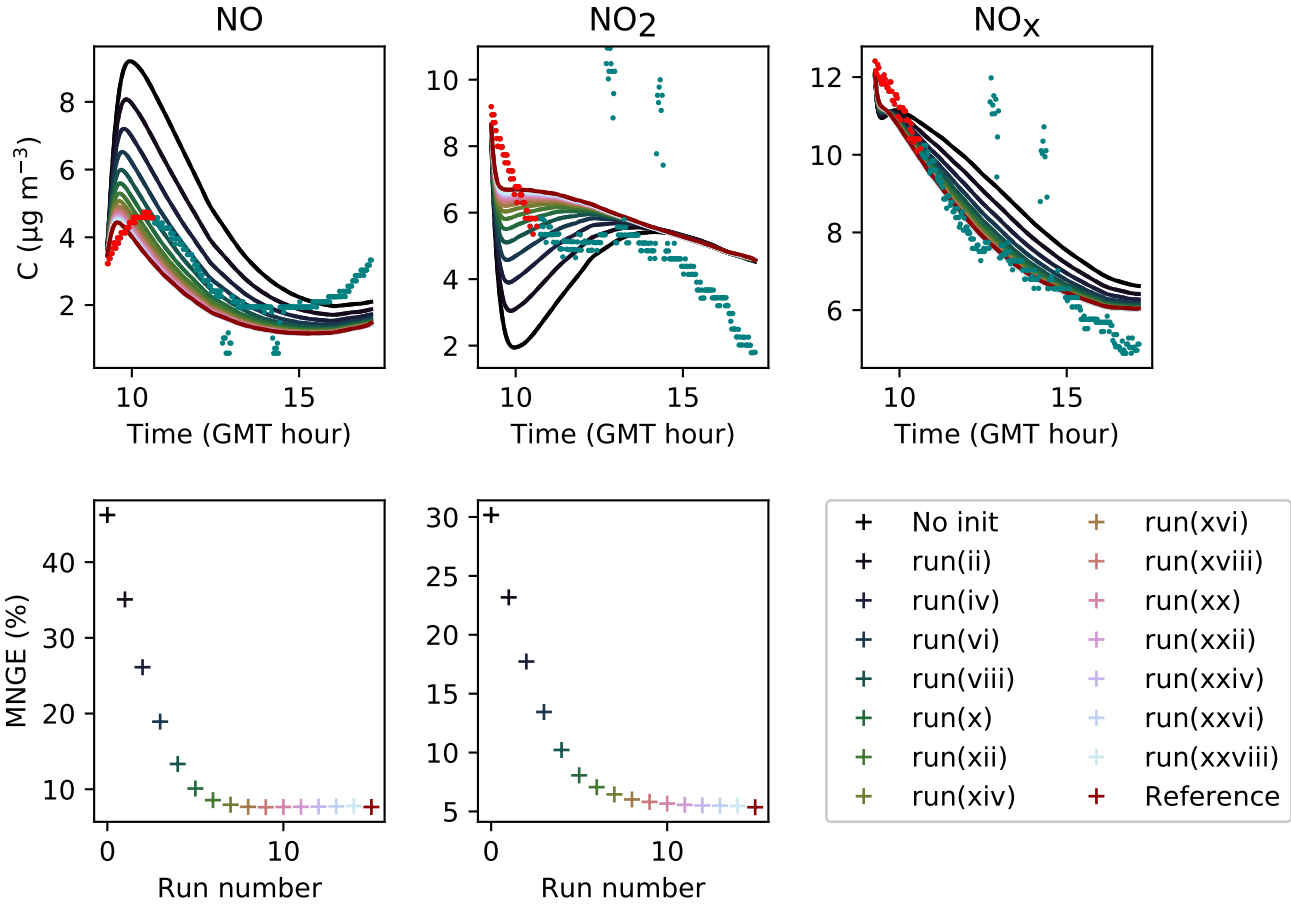 NO NO₂ NOₓ
C (µg m⁻³)
8
6
4
2
10 15
Time (GMT hour)
10
8
6
4
2
10 15
Time (GMT hour)
12
10
8
6
10 15
Time (GMT hour)
MNGE (%)
40
30
20
10
0 10
Run number
30
25
20
15
10
5
0 10
Run number
No init
run(ii)
run(iv)
run(vi)
run(viii)
run(x)
run(xii)
run(xiv)
run(xvi)
run(xviii)
run(xx)
run(xxii)
run(xxiv)
run(xxvi)
run(xxviii)
Reference